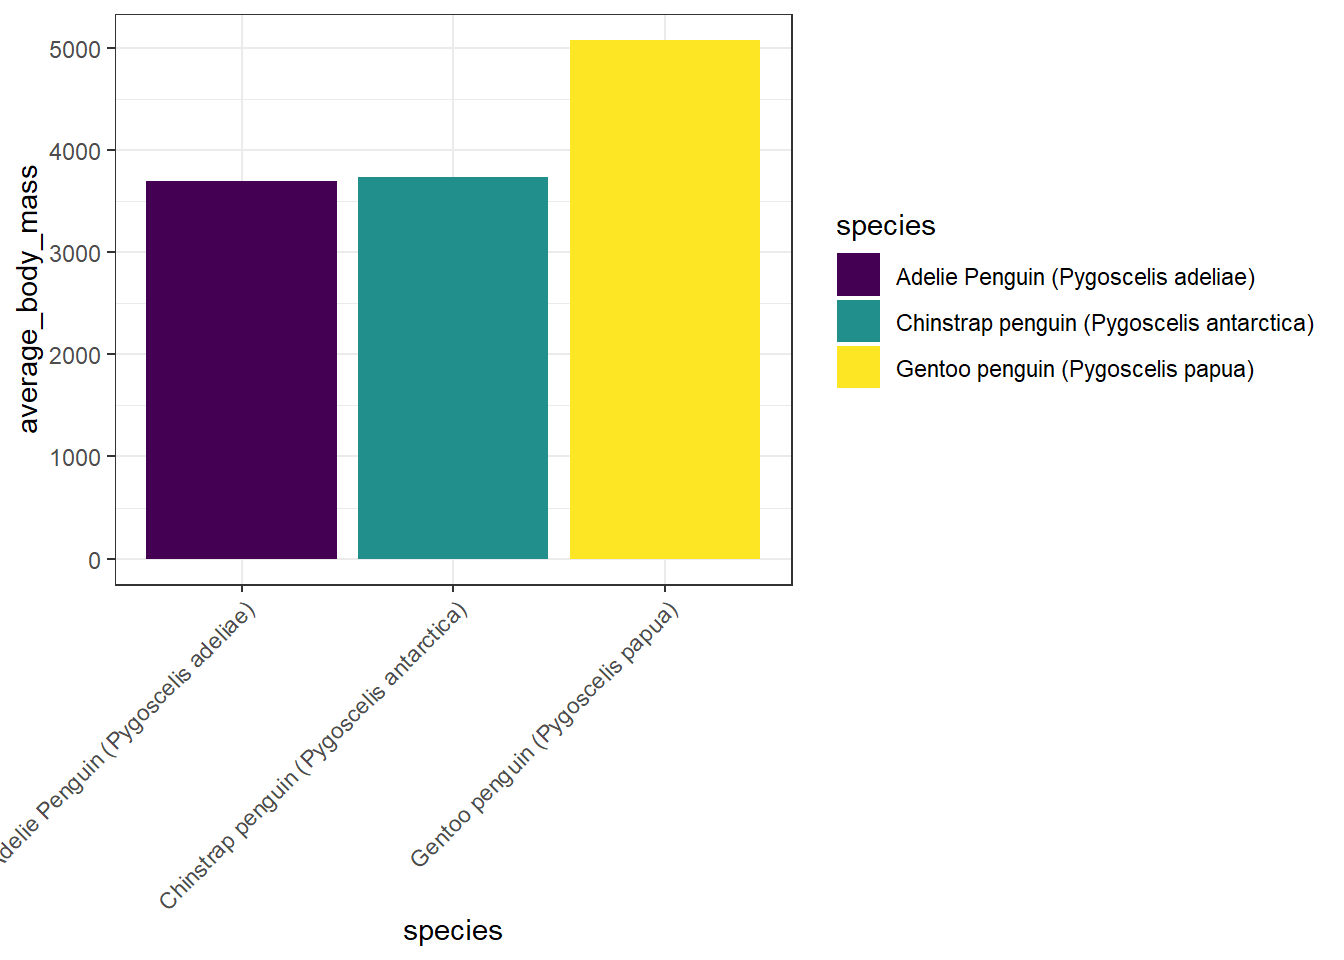 5000
4000
3000
2000
1000
0
average_body_mass
Penguin (Pygoscelis adeliae)
Chinstrap penguin (Pygoscelis antarctica)
Gentoo penguin (Pygoscelis papua)
species
species
Adelie Penguin (Pygoscelis adeliae)
Chinstrap penguin (Pygoscelis antarctica)
Gentoo penguin (Pygoscelis papua)